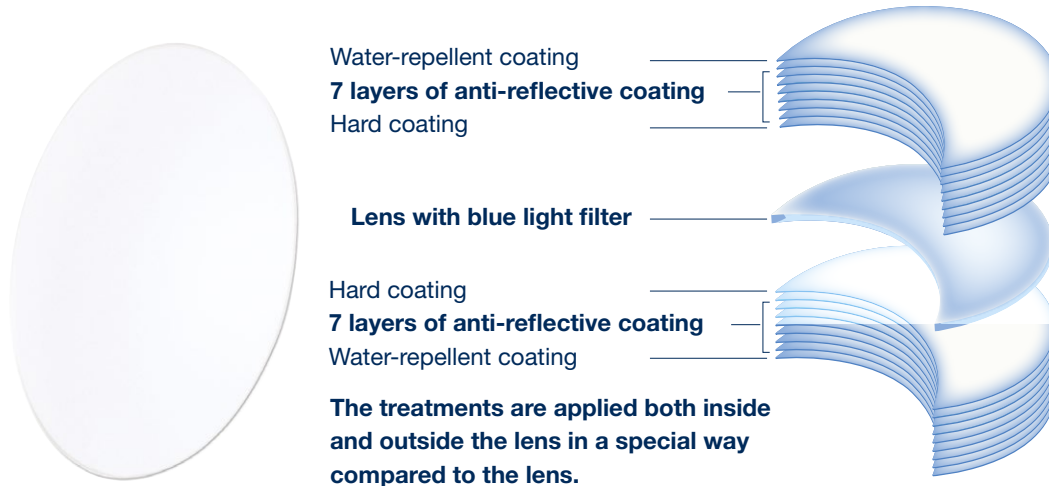 Water-repellent coating
7 layers of anti-reflective coating
Hard coating
Lens with blue light filter
Hard coating
7 layers of anti-reflective coating
Water-repellent coating
The treatments are applied both inside
and outside the lens in a special way
compared to the lens.